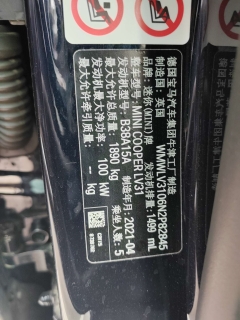 德国宝马汽车集团牛津工厂制造
制造国：英国 WMWLV3106N2P82845
品牌：迷你(MINI)牌 发动机排量：1499 mL
型号：MINI COOPER LV31 制造年月：2021-04
发动机型号：B38A15A 乘坐人数：5
最大允许总质量：1890 kg
发动机最大净功率：100 kW
最大允许牵引质量：-- kg